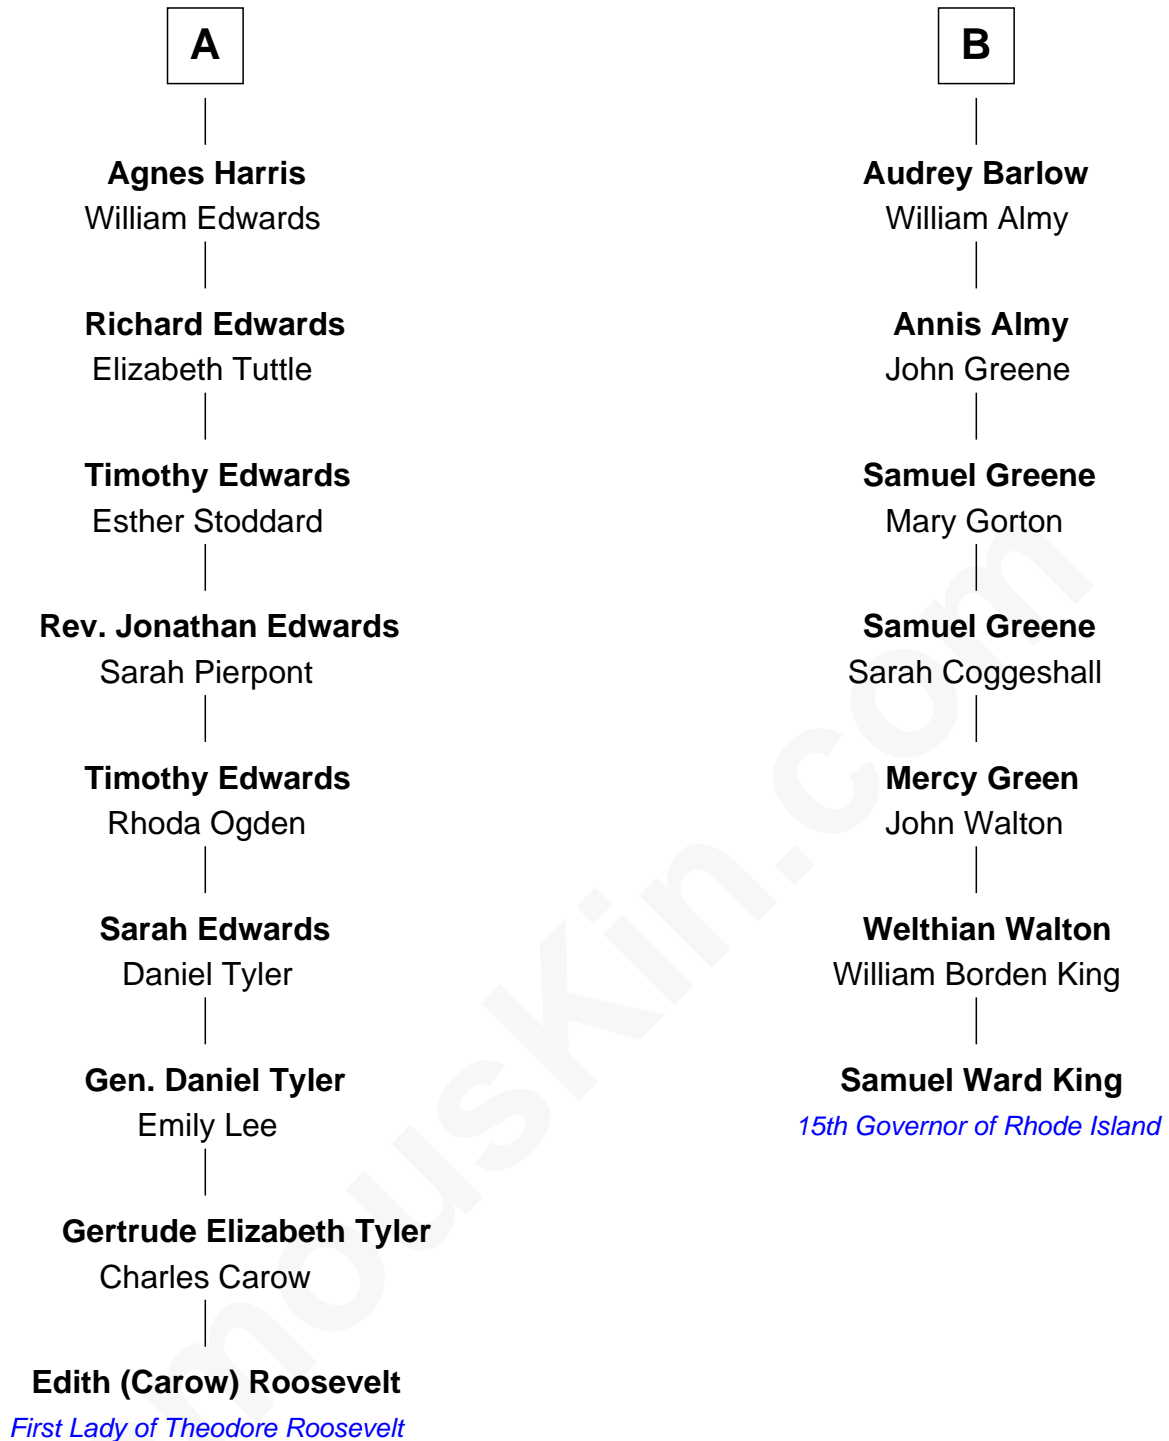 A
Agnes Harris
William Edwards
Richard Edwards
Elizabeth Tuttle
Timothy Edwards
Esther Stoddard
Rev. Jonathan Edwards
Sarah Pierpont
Timothy Edwards
Rhoda Ogden
Sarah Edwards
Daniel Tyler
Gen. Daniel Tyler
Emily Lee
Gertrude Elizabeth Tyler
Charles Carow
Edith (Carow) Roosevelt
First Lady of Theodore Roosevelt
B
Audrey Barlow
William Almy
Annis Almy
John Greene
Samuel Greene
Mary Gorton
Samuel Greene
Sarah Coggeshall
Mercy Green
John Walton
Welthian Walton
William Borden King
Samuel Ward King
15th Governor of Rhode Island
mousKin.com